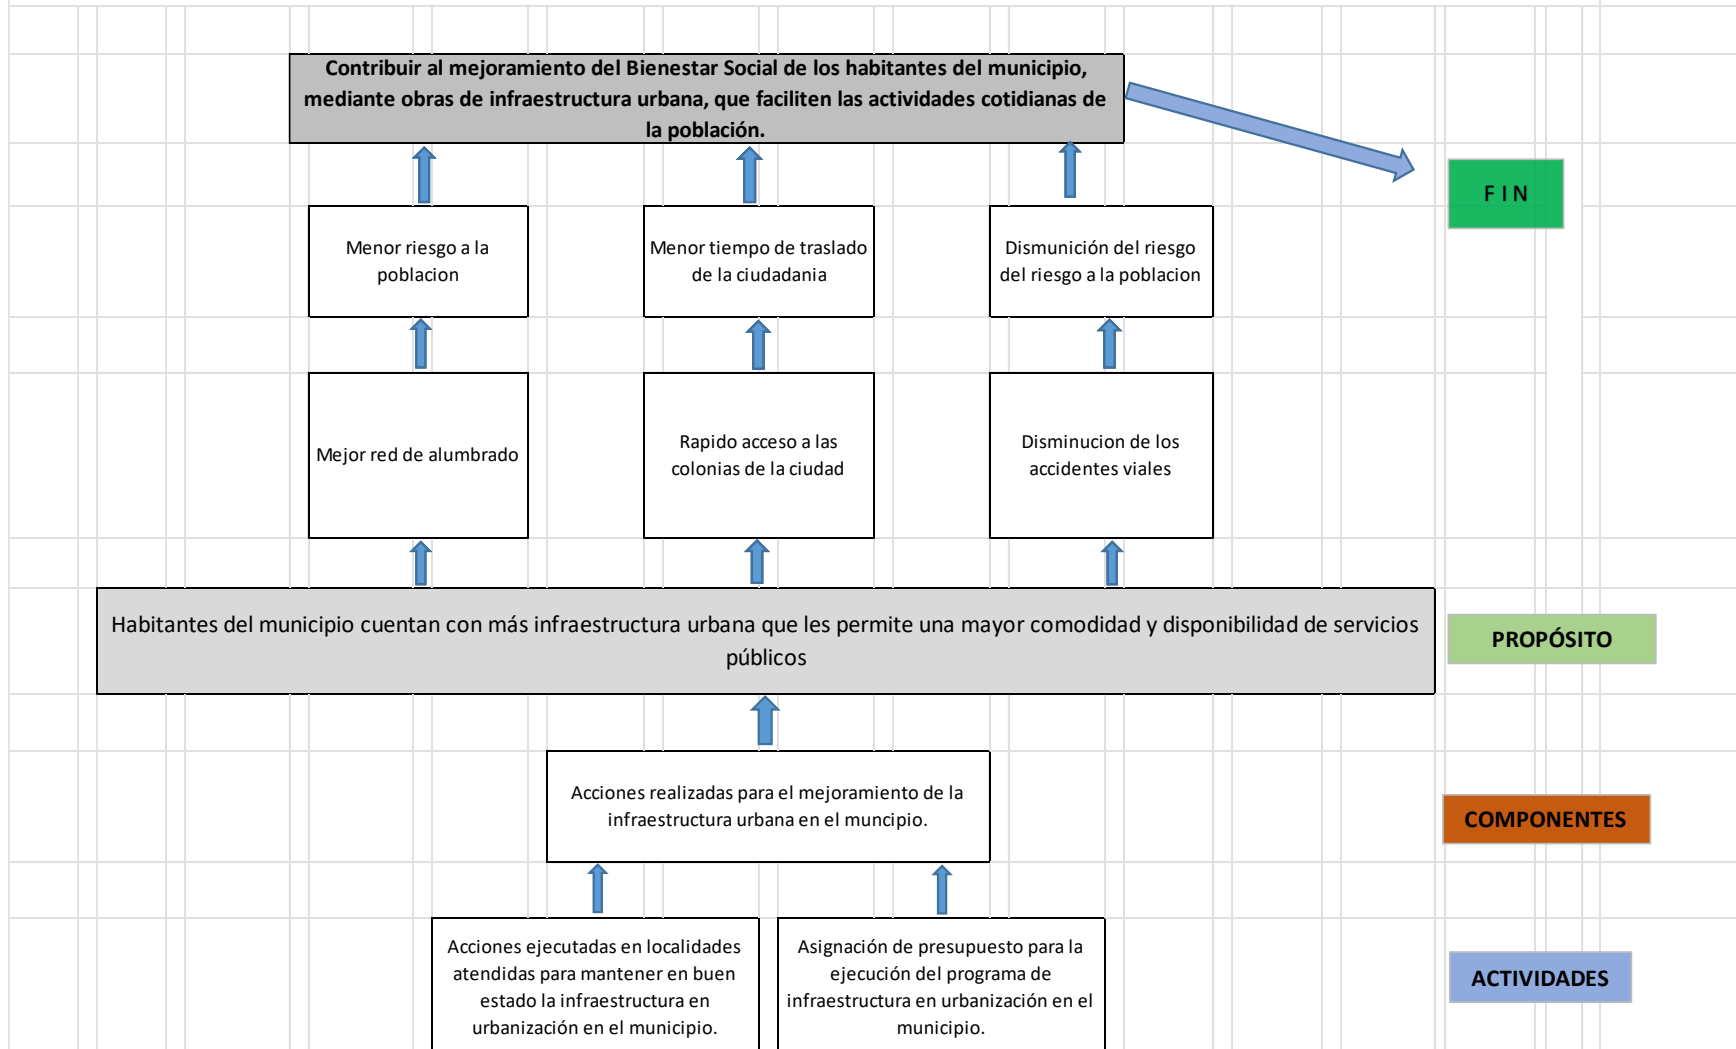 Contribuir al mejoramiento del Bienestar Social de los habitantes del municipio,
mediante obras de infraestructura urbana, que faciliten las actividades cotidianas de
la población.
F I N
Menor riesgo a la
poblacion
Menor tiempo de traslado
de la ciudadania
Dismunición del riesgo
del riesgo a la poblacion
Mejor red de alumbrado
Rapido acceso a las
colonias de la ciudad
Disminucion de los
accidentes viales
Habitantes del municipio cuentan con más infraestructura urbana que les permite una mayor comodidad y disponibilidad de servicios
públicos
PROPÓSITO
Acciones realizadas para el mejoramiento de la
infraestructura urbana en el muncipio.
COMPONENTES
Acciones ejecutadas en localidades
atendidas para mantener en buen
estado la infraestructura en
urbanización en el municipio.
Asignación de presupuesto para la
ejecución del programa de
infraestructura en urbanización en el
municipio.
ACTIVIDADES